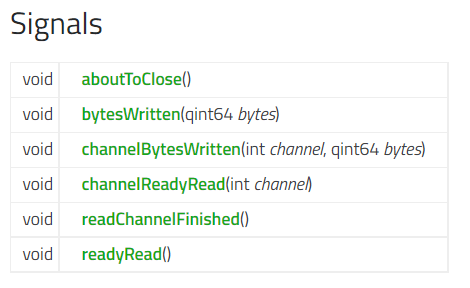 Signals
void aboutToClose()
void bytesWritten(qint64 bytes)
void channelBytesWritten(int channel, qint64 bytes)
void channelReadyRead(int channel)
void readChannelFinished()
void readyRead()